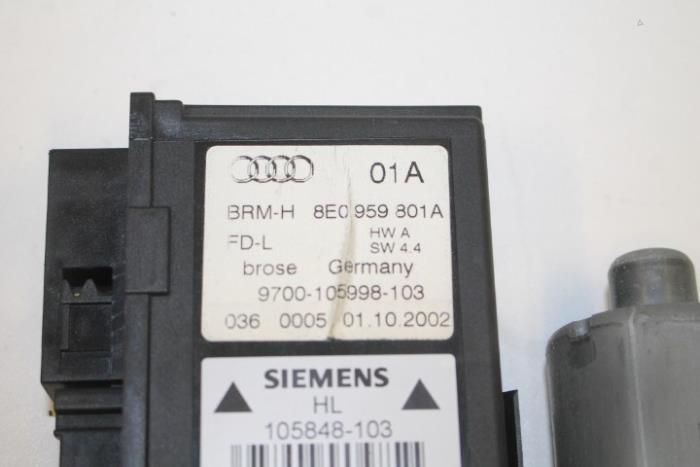 01A
BRM-H 8E0 959 801A
FD-L HW A
SW 4.4
brose Germany
9700-105998-103
036 0005 01.10.2002
SIEMENS
HL
105848-103